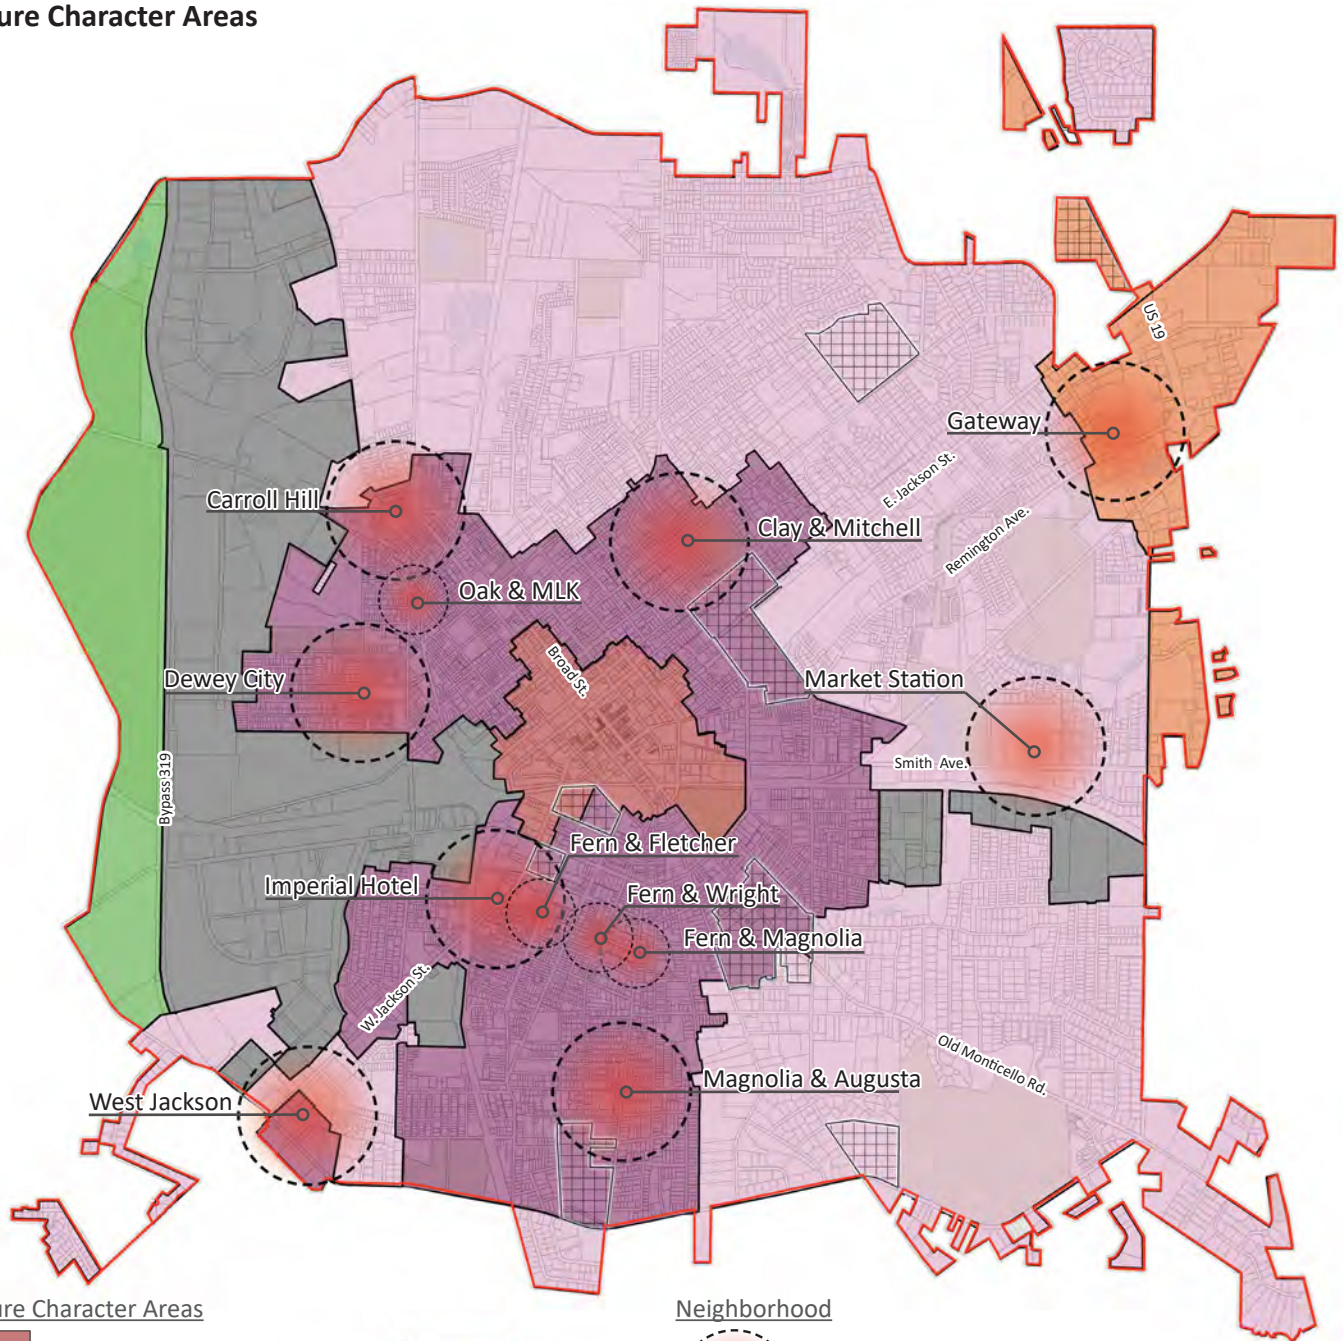 ure Character Areas
US 19
Gateway
E. Jackson St.
Carroll Hill
Clay & Mitchell
Remington Ave.
Oak & MLK
Broad St.
Dewey City
Market Station
Bypass 319
Smith Ave.
Fern & Fletcher
Imperial Hotel
Fern & Wright
Fern & Magnolia
W. Jackson St.
Old Monticello Rd.
Magnolia & Augusta
West Jackson
ure Character Areas
Neighborhood